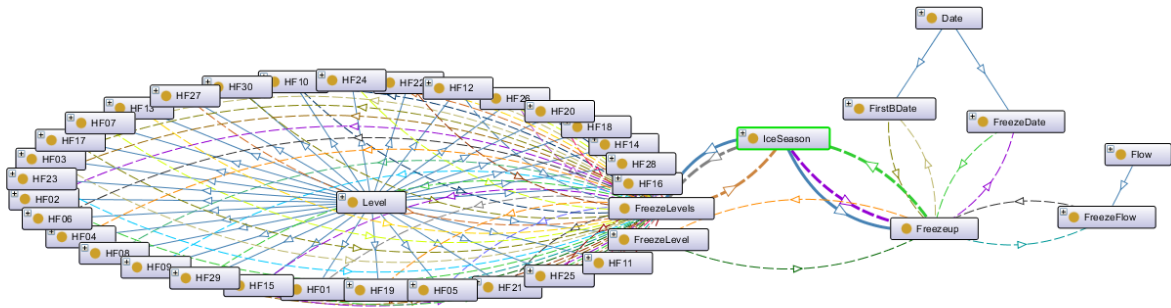 Date
HF24
HF10
HF22
HF30
HF12
HF27
HF26
HF13
FirstBDate
HF20
HF07
FreezeDate
HF18
HF17
IceSeason
HF14
Flow
HF03
HF28
HF23
HF16
HF02
Level
FreezeLevels
HF06
FreezeFlow
Freezeup
HF04
FreezeLevel
HF08
HF11
HF09
HF25
HF29
HF15
HF21
HF01
HF19
HF05